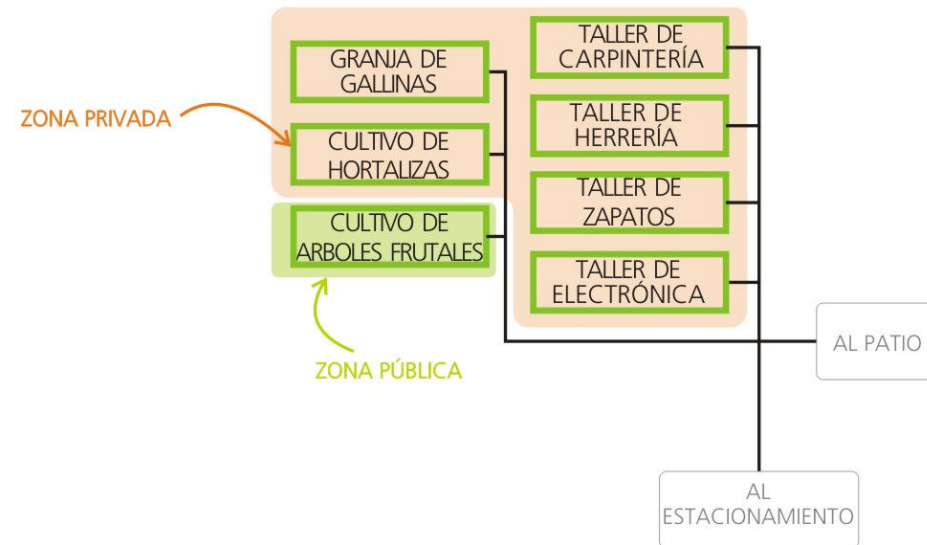 ZONA PRIVADA
GRANJA DE
GALLINAS
CULTIVO DE
HORTALIZAS
CULTIVO DE
ARBOLES FRUTALES
ZONA PÚBLICA
TALLER DE
CARPINTERÍA
TALLER DE
HERRERÍA
TALLER DE
ZAPATOS
TALLER DE
ELECTRÓNICA
AL PATIO
AL
ESTACIONAMIENTO